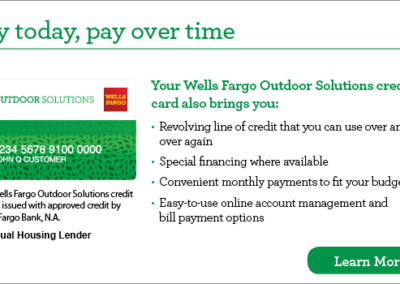 y today, pay over time
OUTDOOR SOLUTIONS
WELLS
FARGO
234 5678 9100 0000
OHN Q CUSTOMER
ells Fargo Outdoor Solutions credit
issued with approved credit by
Fargo Bank, N.A.
ual Housing Lender
Your Wells Fargo Outdoor Solutions cred
card also brings you:
• Revolving line of credit that you can use over an
over again
• Special financing where available
• Convenient monthly payments to fit your budge
• Easy-to-use online account management and
bill payment options
Learn Mor